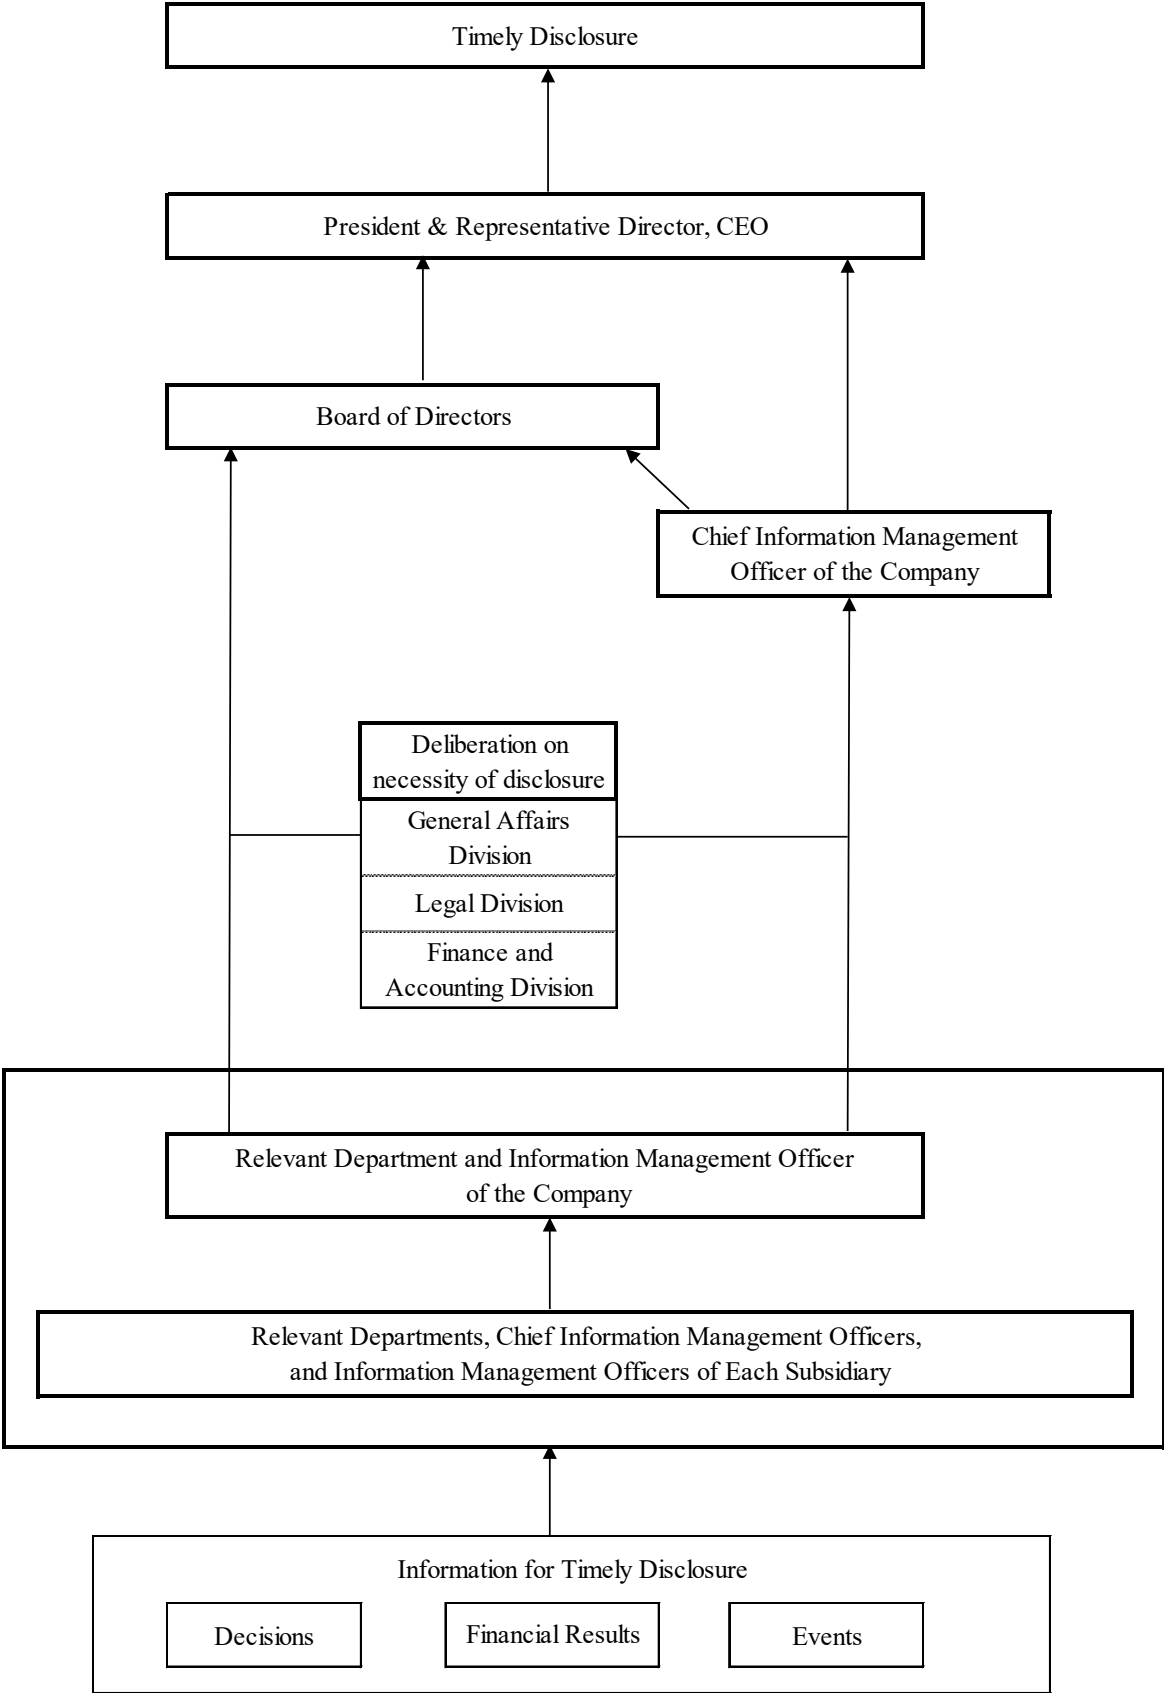 Timely Disclosure
President & Representative Director, CEO
Board of Directors
Chief Information Management
Officer of the Company
Deliberation on
necessity of disclosure
General Affairs
Division
Legal Division
Finance and
Accounting Division
Relevant Department and Information Management Officer
of the Company
Relevant Departments, Chief Information Management Officers,
and Information Management Officers of Each Subsidiary
Information for Timely Disclosure
Decisions
Financial Results
Events